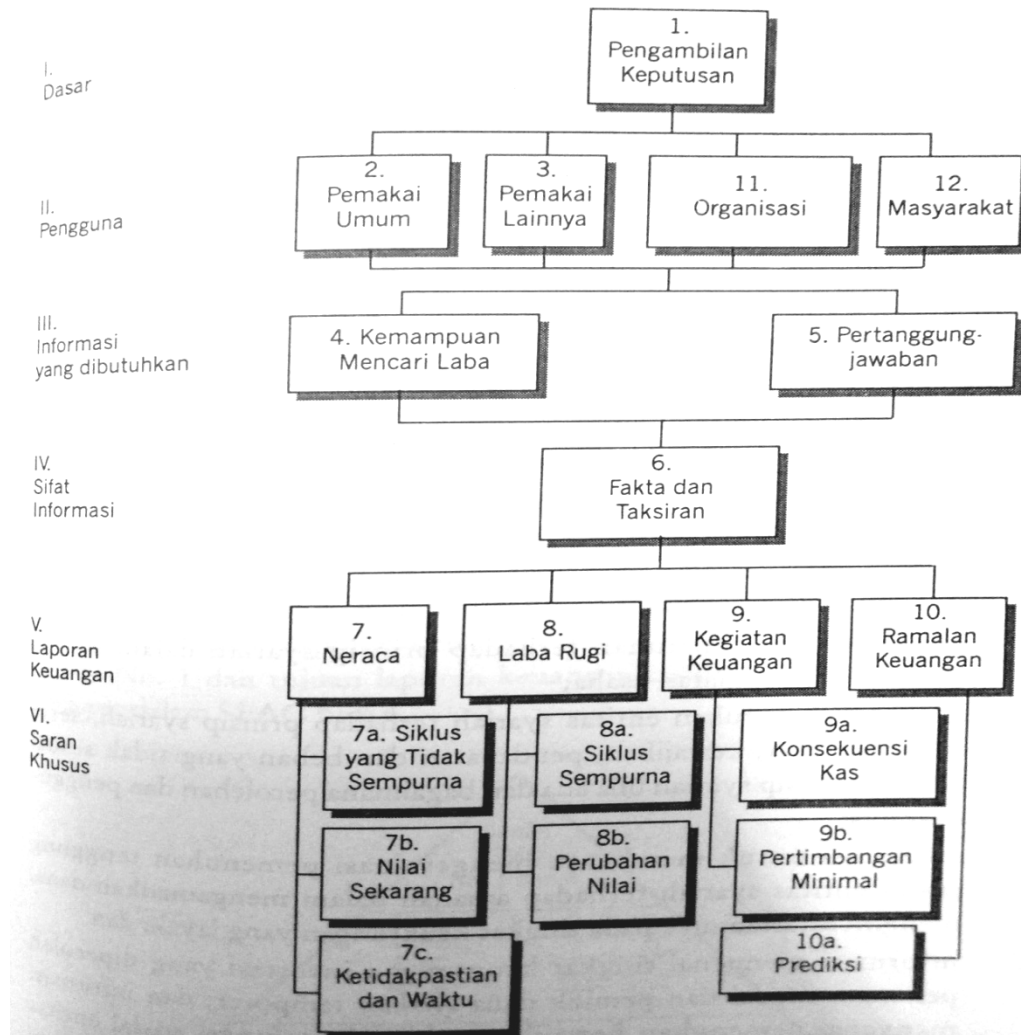 1.
Pengambilan
Keputusan
I.
Dasar
2.
Pemakai
Umum
3.
Pemakai
Lainnya
11.
Organisasi
12.
Masyarakat
II.
Pengguna
III.
Informasi
yang dibutuhkan
4. Kemampuan
Mencari Laba
5. Pertanggung-
jawaban
IV.
Sifat
Informasi
6.
Fakta dan
Taksiran
V.
Laporan
Keuangan
7.
Neraca
8.
Laba Rugi
9.
Kegiatan
Keuangan
10.
Ramalan
Keuangan
VI.
Saran
Khusus
7a. Siklus
yang Tidak
Sempurna
8a.
Siklus
Sempurna
9a.
Konsekuensi
Kas
7b.
Nilai
Sekarang
8b.
Perubahan
Nilai
9b.
Pertimbangan
Minimal
7c.
Ketidakpastian
dan Waktu
10a.
Prediksi